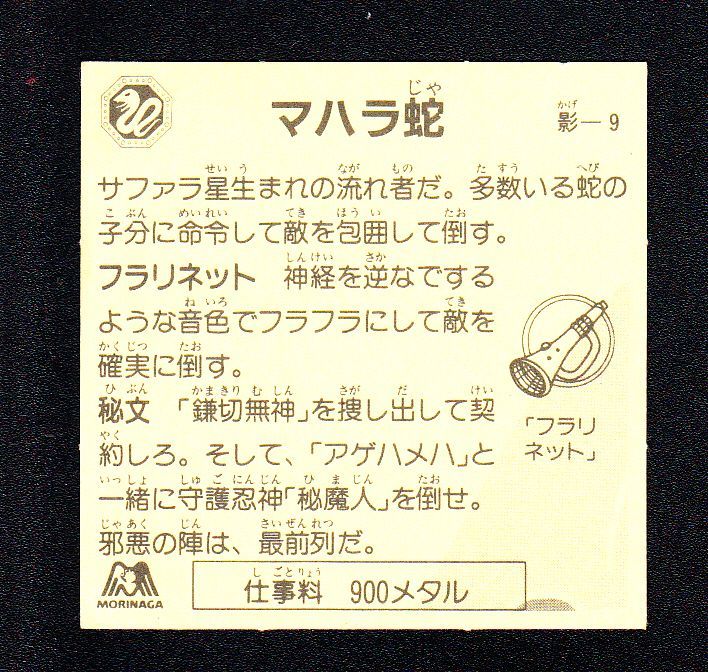 マハラ蛇 影ー9
サファラ星生まれの流れ者だ。多数いる蛇の
子分に命令して敵を包囲して倒す。
フラリネット 神経を逆なでする
ような音色でフラフラにして敵を
確実に倒す。
秘文 「鎌切無神」を捜し出して契
約しろ。そして、「アゲハメハ」と
一緒に守護忍神「秘魔人」を倒せ。
邪悪の陣は、最前列だ。
「フラリ
ネット」
MORINAGA
仕事料 900メタル